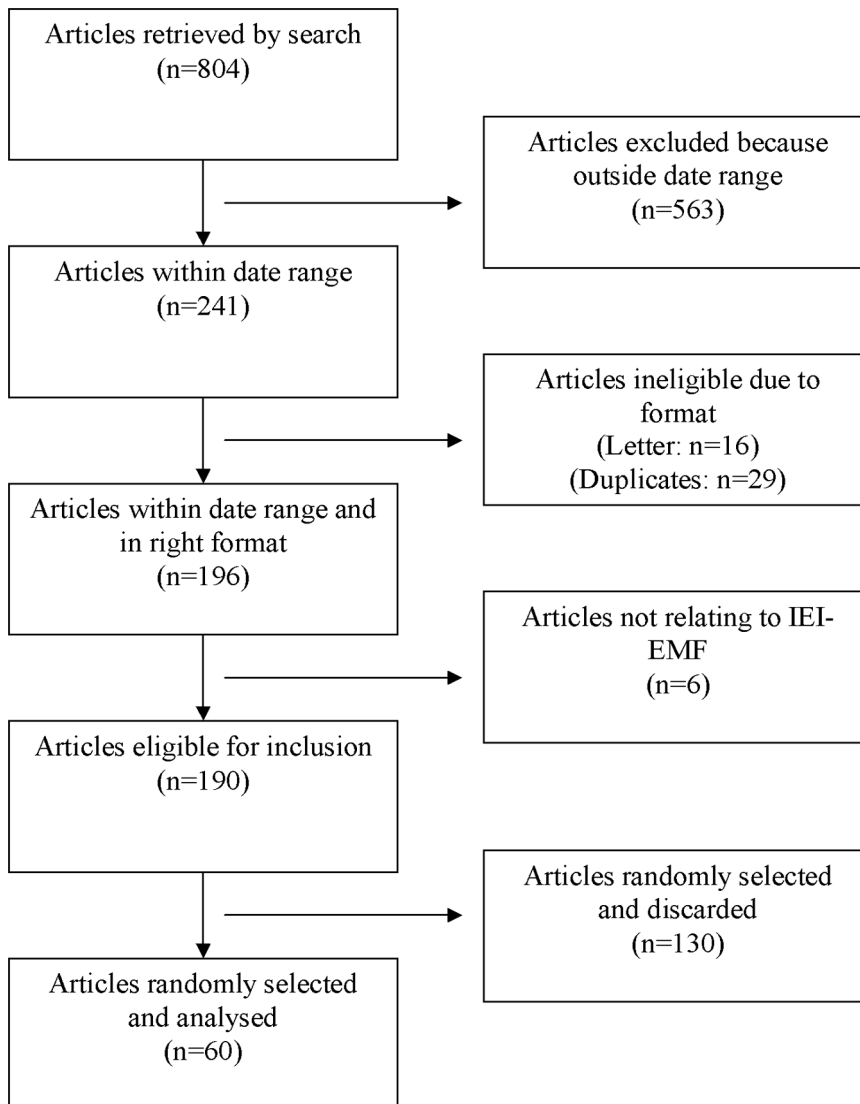 Articles retrieved by search
(n=804)
Articles excluded because
outside date range
(n=563)
Articles within date range
(n=241)
Articles ineligible due to
format
(Letter: n=16)
(Duplicates: n=29)
Articles within date range and
in right format
(n=196)
Articles not relating to IEI-
EMF
(n=6)
Articles eligible for inclusion
(n=190)
Articles randomly selected
and discarded
(n=130)
Articles randomly selected
and analysed
(n=60)